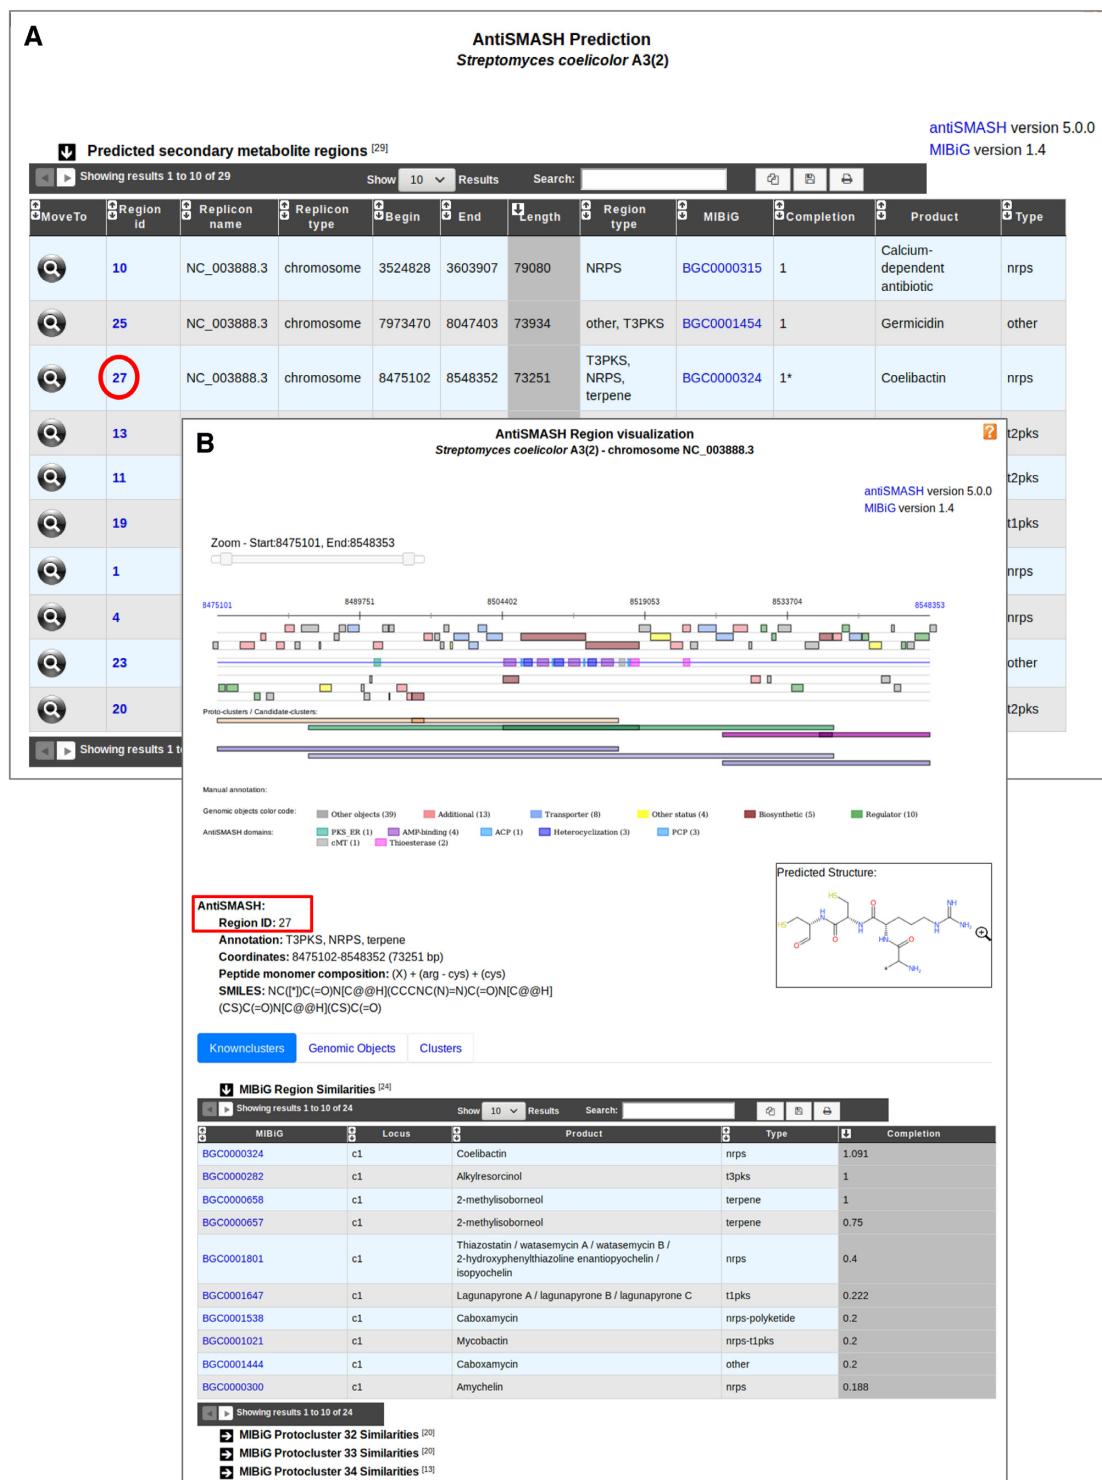 A
AntiSMASH Prediction
Streptomyces coelicolor A3(2)
antiSMASH version 5.0.0
MIBiG version 1.4
Predicted secondary metabolite regions [29]
Showing results 1 to 10 of 29 Show 10 Results Search:
MoveTo Region id Replicon name Replicon type Begin End Length Region type MIBiG Completion Product Type
10 NC_003888.3 chromosome 3524828 3603907 79080 NRPS BGC0000315 1 Calcium-dependent antibiotic nrps
25 NC_003888.3 chromosome 7973470 8047403 73934 other, T3PKS BGC0001454 1 Germicidin other
27 NC_003888.3 chromosome 8475102 8548352 73251 T3PKS, NRPS, terpene BGC0000324 1* Coelibactin nrps
13 t2pks
11 t2pks
19 t1pks
1 nrps
4 nrps
23 other
20 t2pks
Showing results 1 t
B
AntiSMASH Region visualization
Streptomyces coelicolor A3(2) - chromosome NC_003888.3
?
antiSMASH version 5.0.0
MIBiG version 1.4
Zoom - Start:8475101, End:8548353
8475101 8489751 8504402 8519053 8533704 8548353
Proto-clusters / Candidate-clusters:
Manual annotation:
Genomic objects color code: Other objects (39) Additional (13) Transporter (8) Other status (4) Biosynthetic (5) Regulator (10)
AntiSMASH domains: PKS_ER (1) AMP-binding (4) ACP (1) Heterocyclization (3) PCP (3)
cMT (1) Thioesterase (2)
Predicted Structure:
HS NH
O O
H N N H N H NH2
HS
O O HN O
* NH2
AntiSMASH:
Region ID: 27
Annotation: T3PKS, NRPS, terpene
Coordinates: 8475102-8548352 (73251 bp)
Peptide monomer composition: (X) + (arg - cys) + (cys)
SMILES: NC([*])C(=O)N[C@@H](CCCNC(N)=N)C(=O)N[C@@H]
(CS)C(=O)N[C@@H](CS)C(=O)
Knownclusters Genomic Objects Clusters
MIBiG Region Similarities [24]
Showing results 1 to 10 of 24 Show 10 Results Search:
MIBiG Locus Product Type Completion
BGC0000324 c1 Coelibactin nrps 1.091
BGC0000282 c1 Alkylresorcinol t3pks 1
BGC0000658 c1 2-methylisoborneol terpene 1
BGC0000657 c1 2-methylisoborneol terpene 0.75
BGC0001801 c1 Thiazostatin / watasemycin A / watasemycin B / 2-hydroxyphenylthiazoline enantiopyochelin / isopyochelin nrps 0.4
BGC0001647 c1 Lagunapyrone A / lagunapyrone B / lagunapyrone C t1pks 0.222
BGC0001538 c1 Caboxamycin nrps-polyketide 0.2
BGC0001021 c1 Mycobactin nrps-t1pks 0.2
BGC0001444 c1 Caboxamycin other 0.2
BGC0000300 c1 Amychelin nrps 0.188
Showing results 1 to 10 of 24
MIBiG Protocluster 32 Similarities [20]
MIBiG Protocluster 33 Similarities [20]
MIBiG Protocluster 34 Similarities [13]